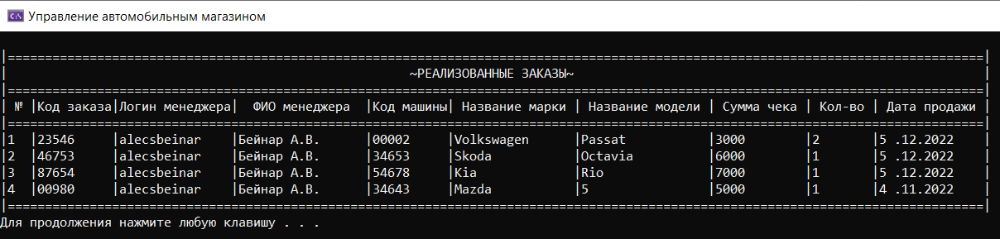 Управление автомобильным магазином
|===================================================================================================================================|
| ~РЕАЛИЗОВАННЫЕ ЗАКАЗЫ~ |
|===================================================================================================================================|
| № |Код заказа|Логин менеджера| ФИО менеджера |Код машины| Название марки | Название модели | Сумма чека | Кол-во | Дата продажи |
|===================================================================================================================================|
|1 |23546 |alecsbeinar |Бейнар А.В. |00002 |Volkswagen |Passat |3000 |2 |5 .12.2022 |
|2 |46753 |alecsbeinar |Бейнар А.В. |34653 |Skoda |Octavia |6000 |1 |5 .12.2022 |
|3 |87654 |alecsbeinar |Бейнар А.В. |54678 |Kia |Rio |7000 |1 |5 .12.2022 |
|4 |00980 |alecsbeinar |Бейнар А.В. |34643 |Mazda |5 |5000 |1 |4 .11.2022 |
|===================================================================================================================================|
Для продолжения нажмите любую клавишу . . .